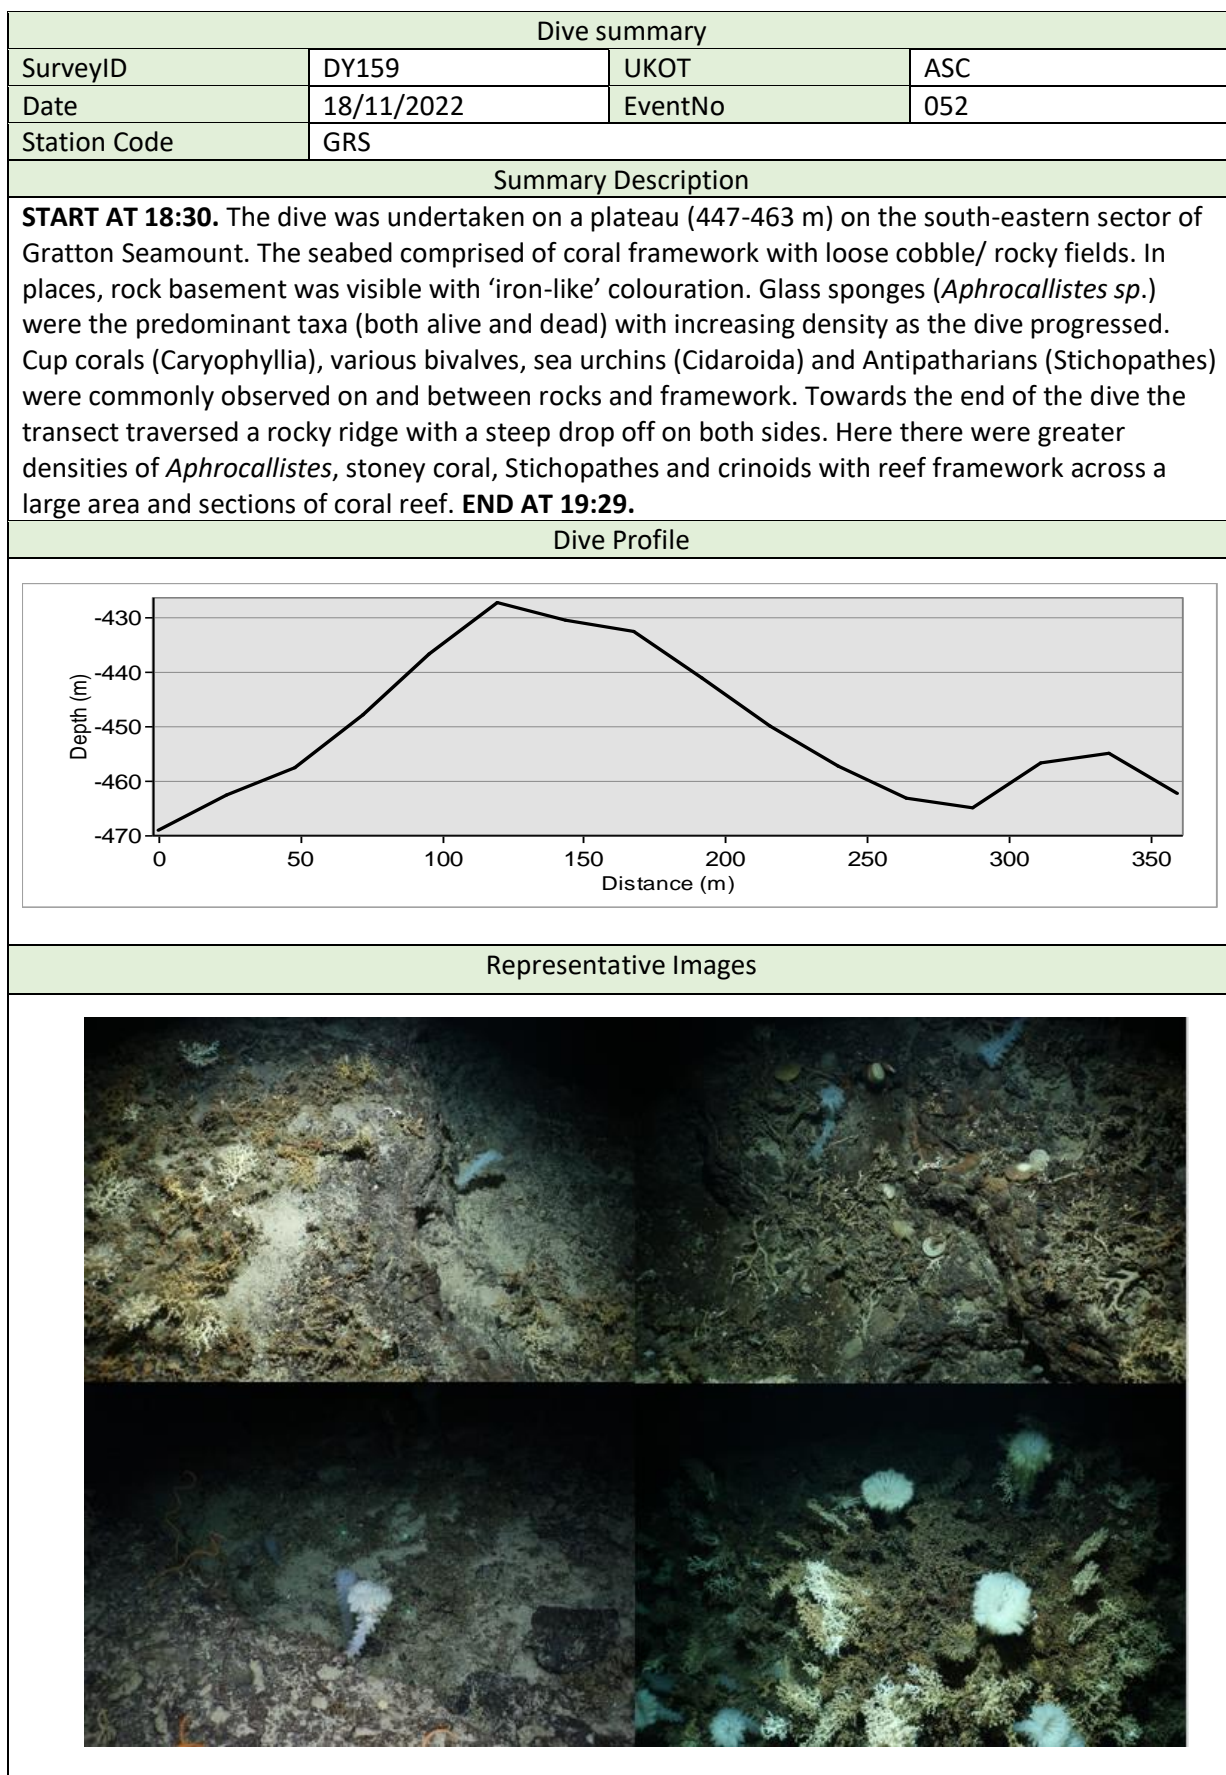 Dive summary
SurveyID DY159 UKOT ASC
Date 18/11/2022 EventNo 052
Station Code GRS
Summary Description
START AT 18:30. The dive was undertaken on a plateau (447-463 m) on the south-eastern sector of
Gratton Seamount. The seabed comprised of coral framework with loose cobble/ rocky fields. In
places, rock basement was visible with ‘iron-like’ colouration. Glass sponges (Aphrocallistes sp.)
were the predominant taxa (both alive and dead) with increasing density as the dive progressed.
Cup corals (Caryophyllia), various bivalves, sea urchins (Cidaroida) and Antipatharians (Stichopathes)
were commonly observed on and between rocks and framework. Towards the end of the dive the
transect traversed a rocky ridge with a steep drop off on both sides. Here there were greater
densities of Aphrocallistes, stoney coral, Stichopathes and crinoids with reef framework across a
large area and sections of coral reef. END AT 19:29.
Dive Profile
-430
-440
-450
-460
-470
Depth (m)
0 50 100 150 200 250 300 350
Distance (m)
Representative Images